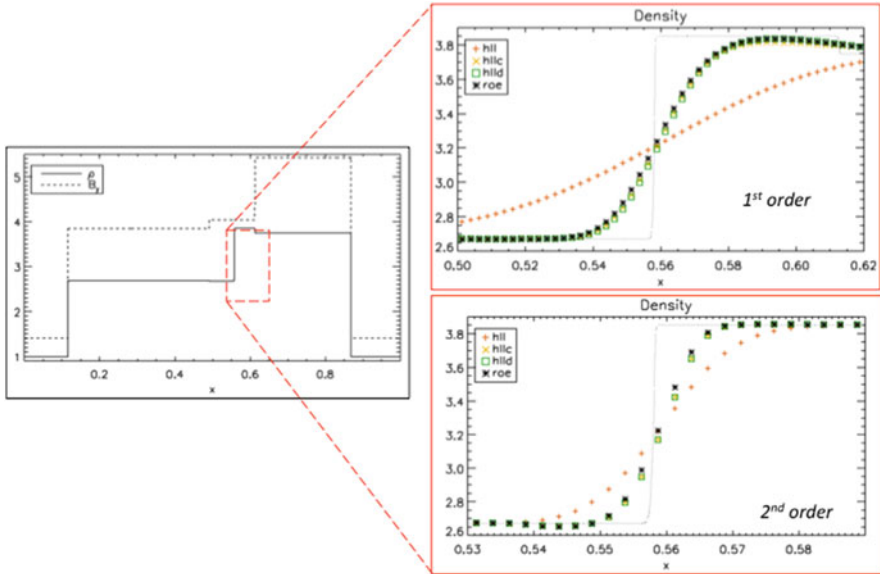 ρ
By
5
4
3
2
1
0.2 0.4 0.6 0.8
x
Density
hll
hllc
hlld
roe
3.8
3.6
3.4
3.2
3.0
2.8
2.6
1st order
0.50 0.52 0.54 0.56 0.58 0.60 0.62
x
Density
hll
hllc
hlld
roe
3.8
3.6
3.4
3.2
3.0
2.8
2.6
2nd order
0.53 0.54 0.55 0.56 0.57 0.58
x